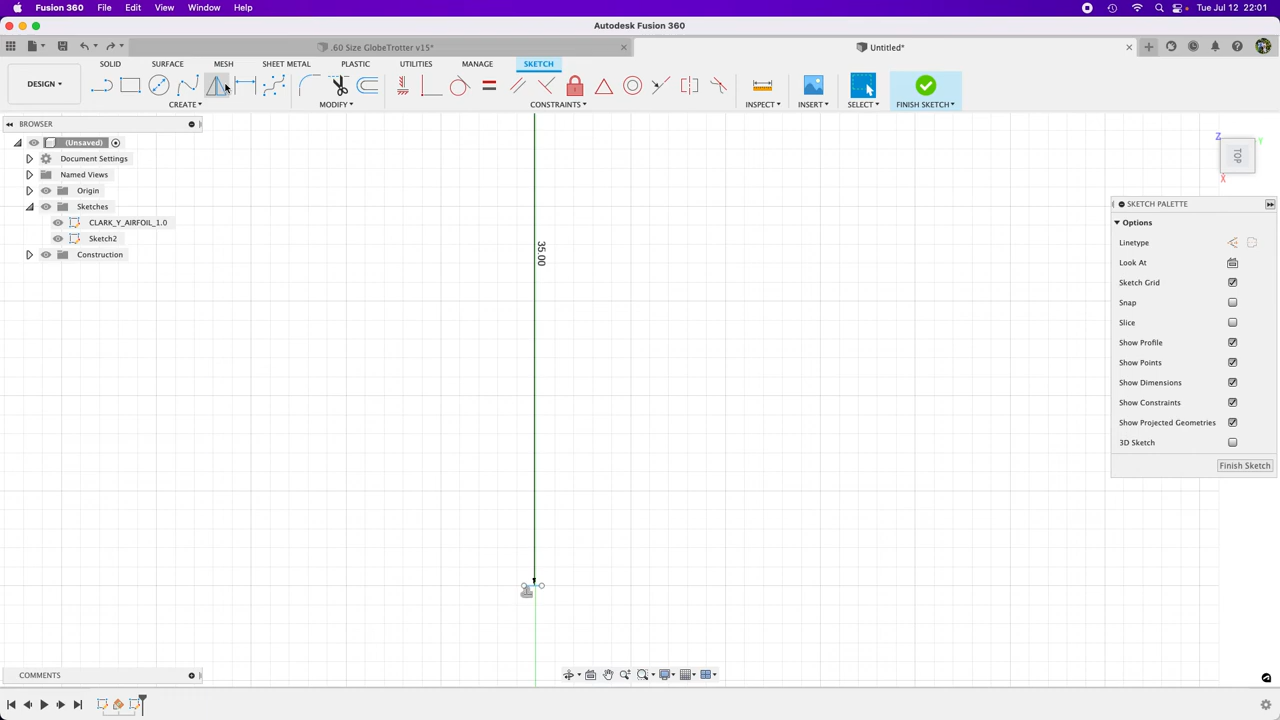 Fusion 360 File Edit View Window Help Tue Jul 12 22:01
Autodesk Fusion 360
.60 Size GlobeTrotter v15* Untitled*
SOLID SURFACE MESH SHEET METAL PLASTIC UTILITIES MANAGE SKETCH
DESIGN
CREATE MODIFY CONSTRAINTS INSPECT INSERT SELECT FINISH SKETCH
BROWSER
(Unsaved)
Document Settings
Named Views
Origin
Sketches
CLARK_Y_AIRFOIL_1.0
Sketch2
Construction
35.00
TOP
Z
Y
X
SKETCH PALETTE
Options
Linetype
Look At
Sketch Grid
Snap
Slice
Show Profile
Show Points
Show Dimensions
Show Constraints
Show Projected Geometries
3D Sketch
Finish Sketch
COMMENTS